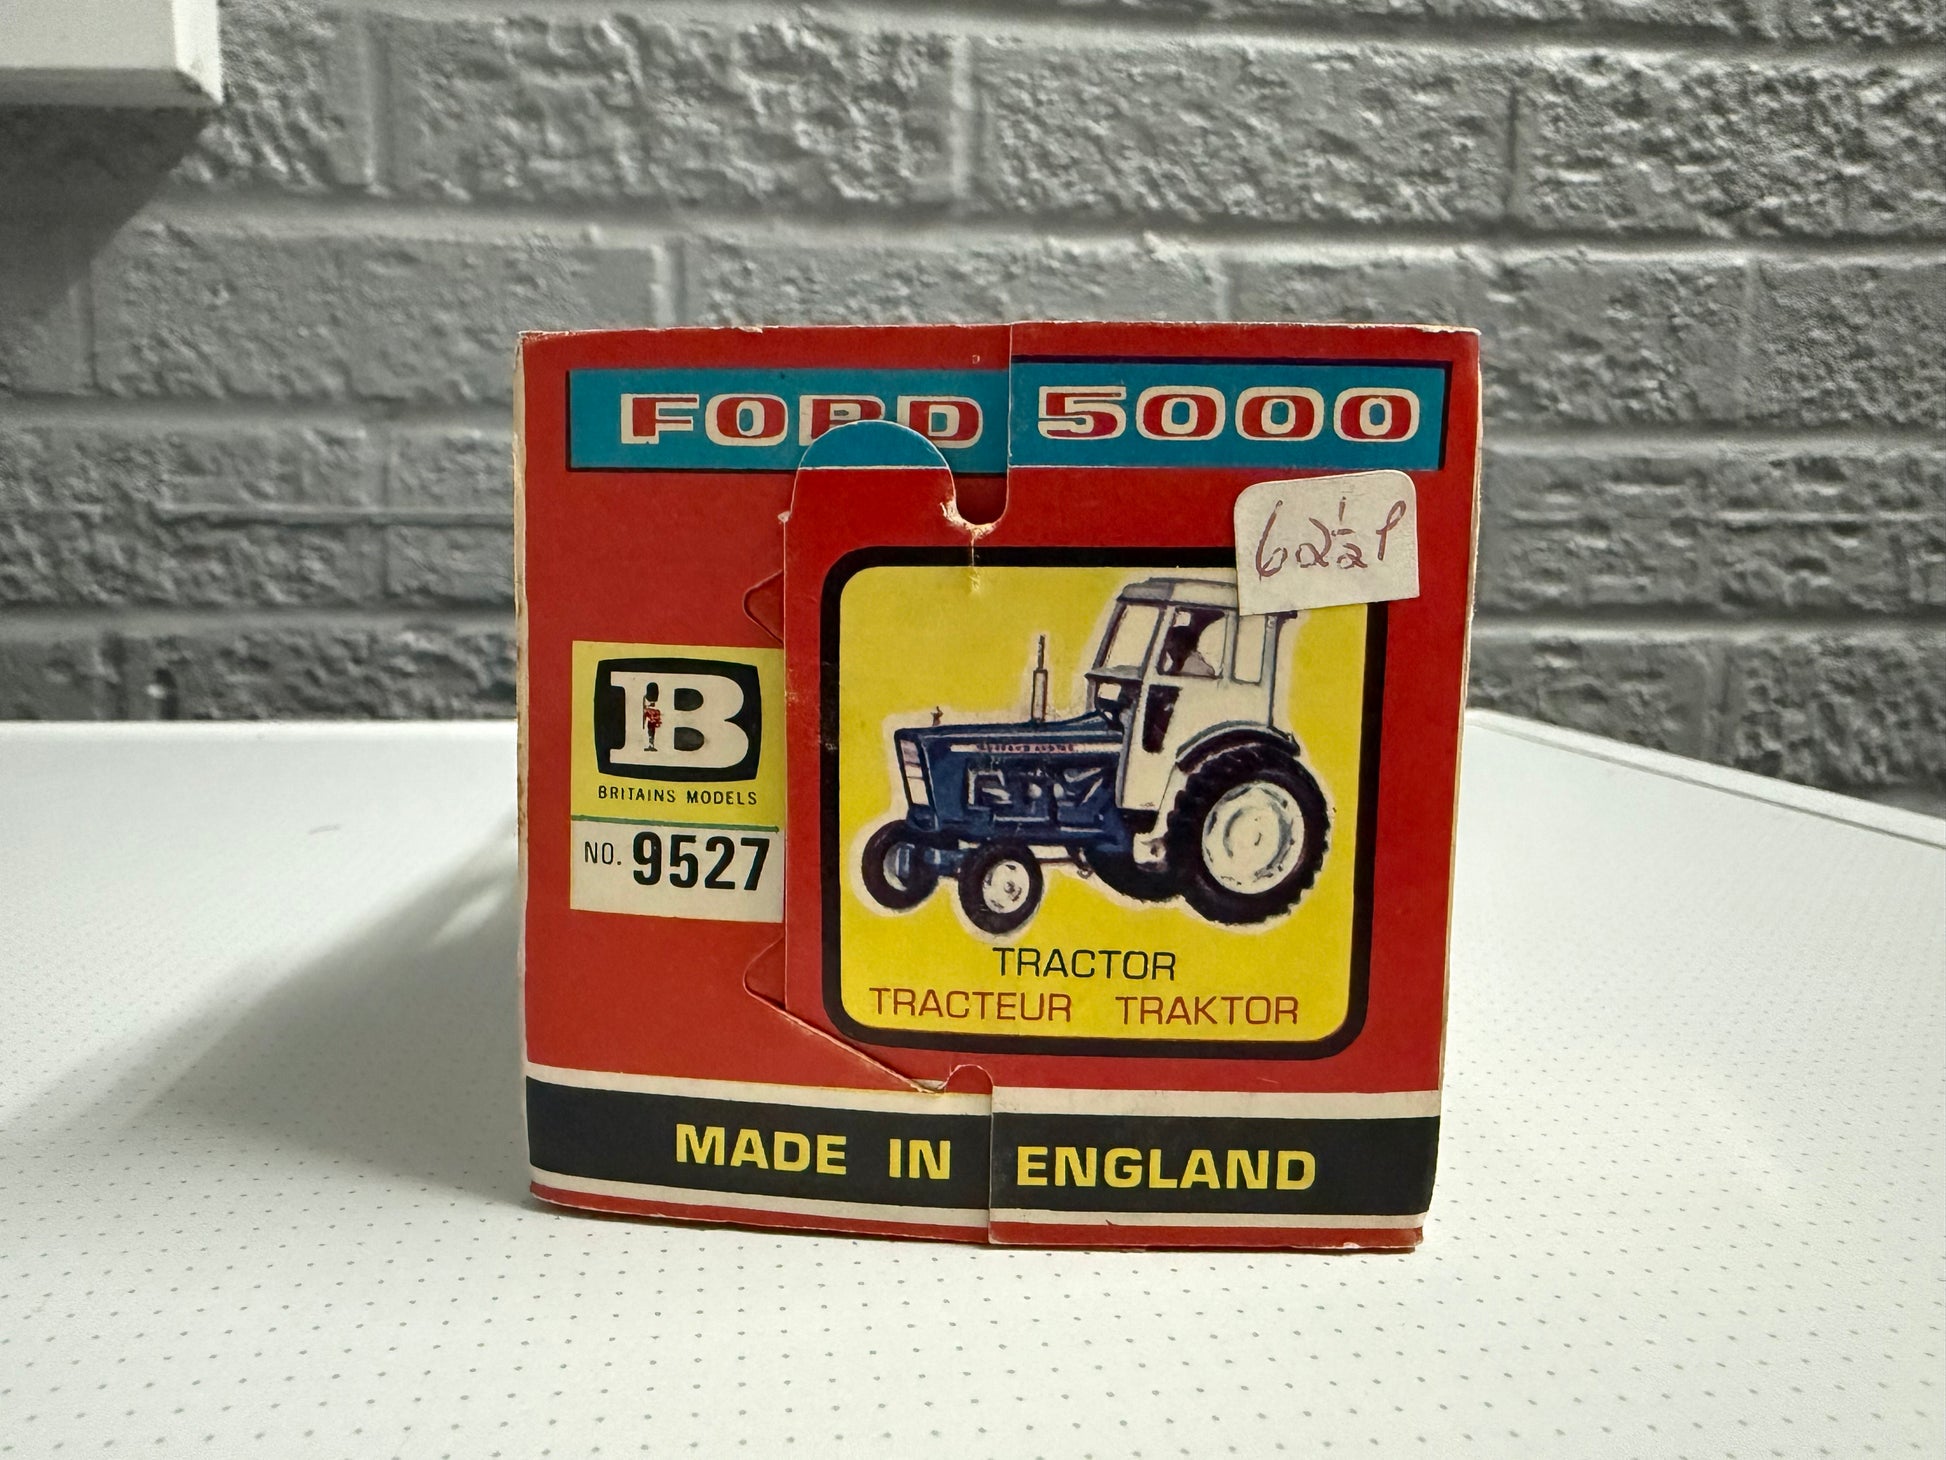 FORD 5000
62½P
B
BRITAINS MODELS
NO. 9527
TRACTOR
TRACTEUR TRAKTOR
MADE IN ENGLAND